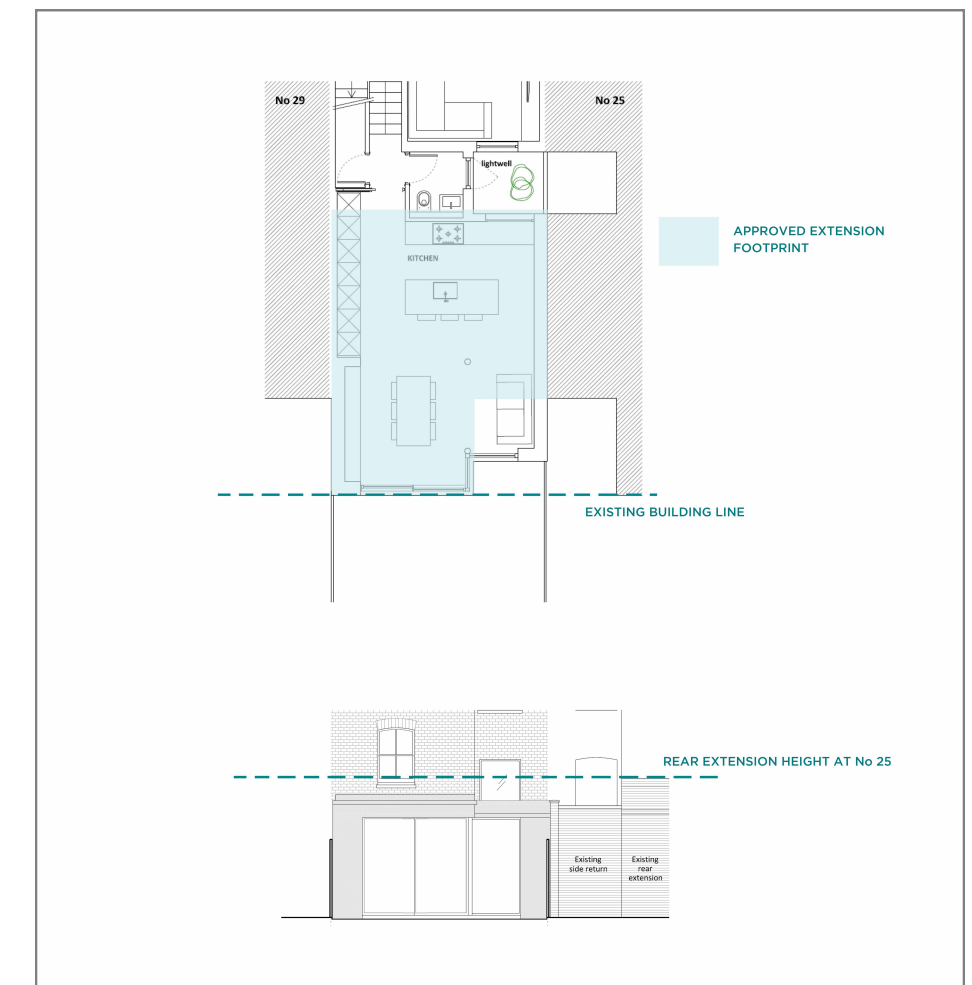 No 29
No 25
lightwell
APPROVED EXTENSION
FOOTPRINT
KITCHEN
EXISTING BUILDING LINE
REAR EXTENSION HEIGHT AT No 25
Existing
side return
Existing
rear
extension